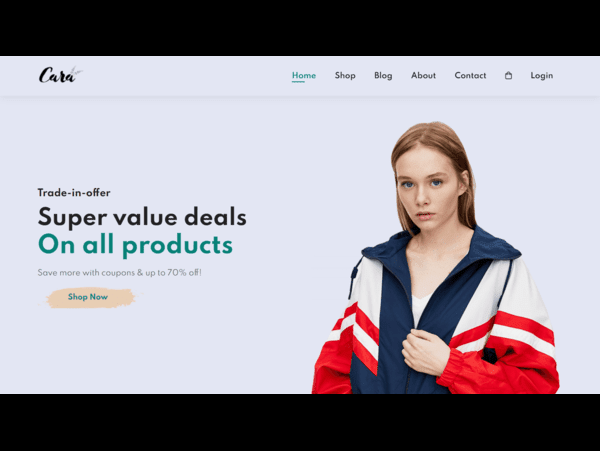 Cara
Home Shop Blog About Contact Login
Trade-in-offer
Super value deals
On all products
Save more with coupons & up to 70% off!
Shop Now